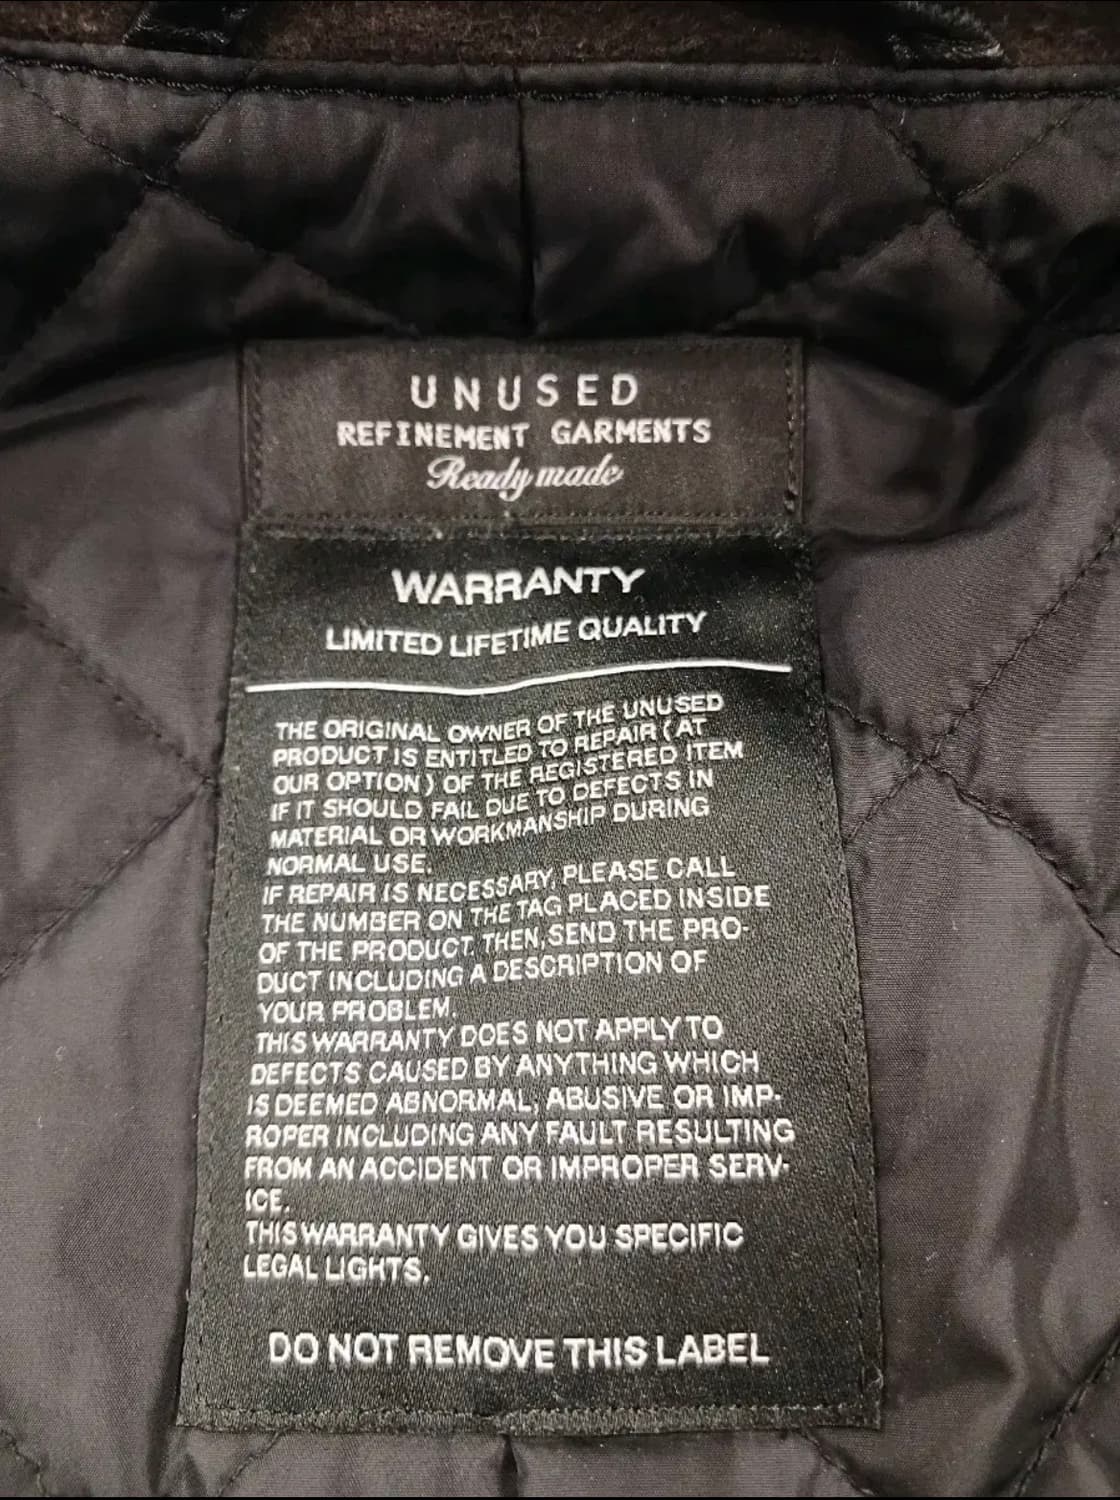 UNUSED
REFINEMENT GARMENTS
Ready made
WARRANTY
LIMITED LIFETIME QUALITY
THE ORIGINAL OWNER OF THE UNUSED
PRODUCT IS ENTITLED TO REPAIR (AT
OUR OPTION) OF THE REGISTERED ITEM
IF IT SHOULD FAIL DUE TO DEFECTS IN
MATERIAL OR WORKMANSHIP DURING
NORMAL USE.
IF REPAIR IS NECESSARY, PLEASE CALL
THE NUMBER ON THE TAG PLACED INSIDE
OF THE PRODUCT. THEN, SEND THE PRO-
DUCT INCLUDING A DESCRIPTION OF
YOUR PROBLEM.
THIS WARRANTY DOES NOT APPLY TO
DEFECTS CAUSED BY ANYTHING WHICH
IS DEEMED ABNORMAL, ABUSIVE OR IMP-
ROPER INCLUDING ANY FAULT RESULTING
FROM AN ACCIDENT OR IMPROPER SERV-
ICE.
THIS WARRANTY GIVES YOU SPECIFIC
LEGAL LIGHTS.
DO NOT REMOVE THIS LABEL